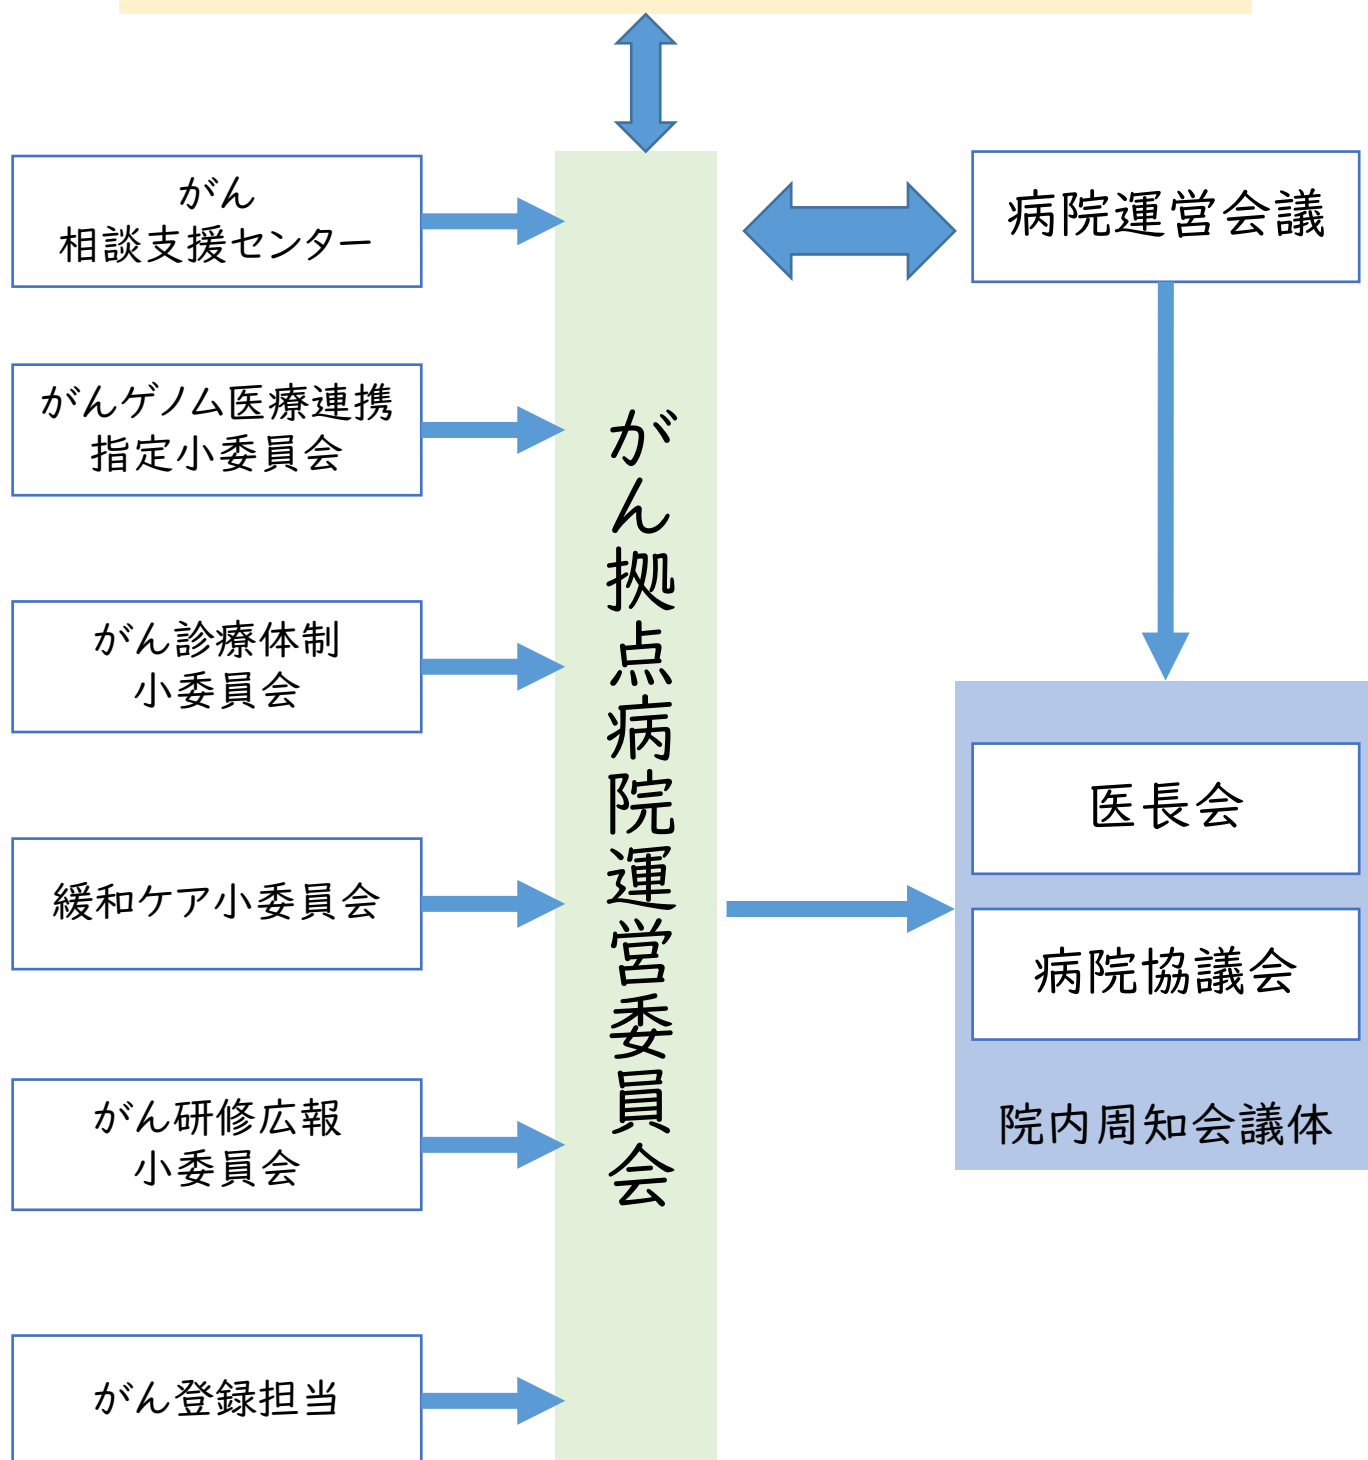 がん
相談支援センター
がんゲノム医療連携
指定小委員会
がん診療体制
小委員会
緩和ケア小委員会
がん研修広報
小委員会
がん登録担当
がん拠点病院運営委員会
病院運営会議
医長会
病院協議会
院内周知会議体